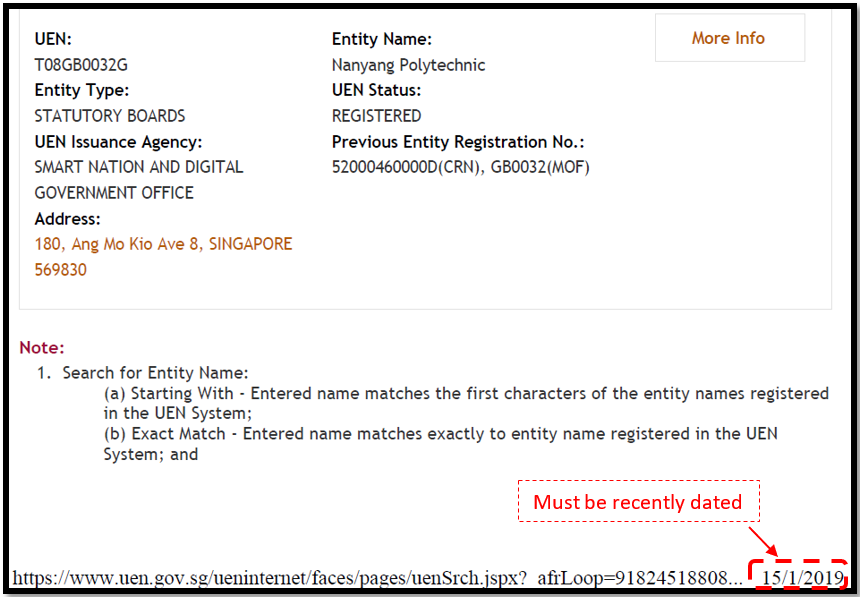 UEN:
T08GB0032G
Entity Type:
STATUTORY BOARDS
UEN Issuance Agency:
SMART NATION AND DIGITAL
GOVERNMENT OFFICE
Address:
180, Ang Mo Kio Ave 8, SINGAPORE
569830
Entity Name:
Nanyang Polytechnic
UEN Status:
REGISTERED
Previous Entity Registration No.:
52000460000D(CRN), GB0032(MOF)
More Info
Note:
1. Search for Entity Name:
(a) Starting With - Entered name matches the first characters of the entity names registered
in the UEN System;
(b) Exact Match - Entered name matches exactly to entity name registered in the UEN
System; and
Must be recently dated
https://www.uen.gov.sg/ueninternet/faces/pages/uenSrch.jspx?_afrLoop=91824518808... 15/1/2019